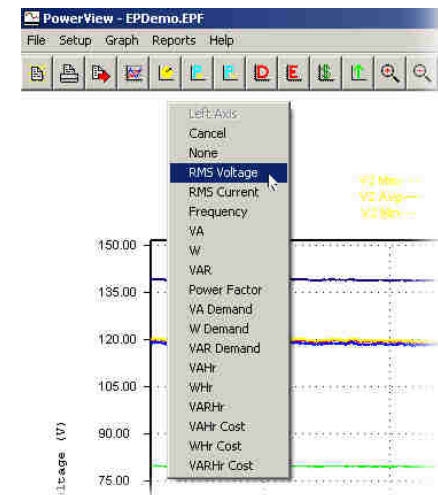 PowerView - EPDemo.EPF
File Setup Graph Reports Help
Left Axis
Cancel
None
RMS Voltage
RMS Current
Frequency
VA
W
VAR
Power Factor
VA Demand
W Demand
VAR Demand
VAHr
WHr
VARHr
VAHr Cost
WHr Cost
VARHr Cost
V2 Max
V2 Avg
V2 Min
150.00
135.00
120.00
105.00
90.00
75.00
ltage (V)